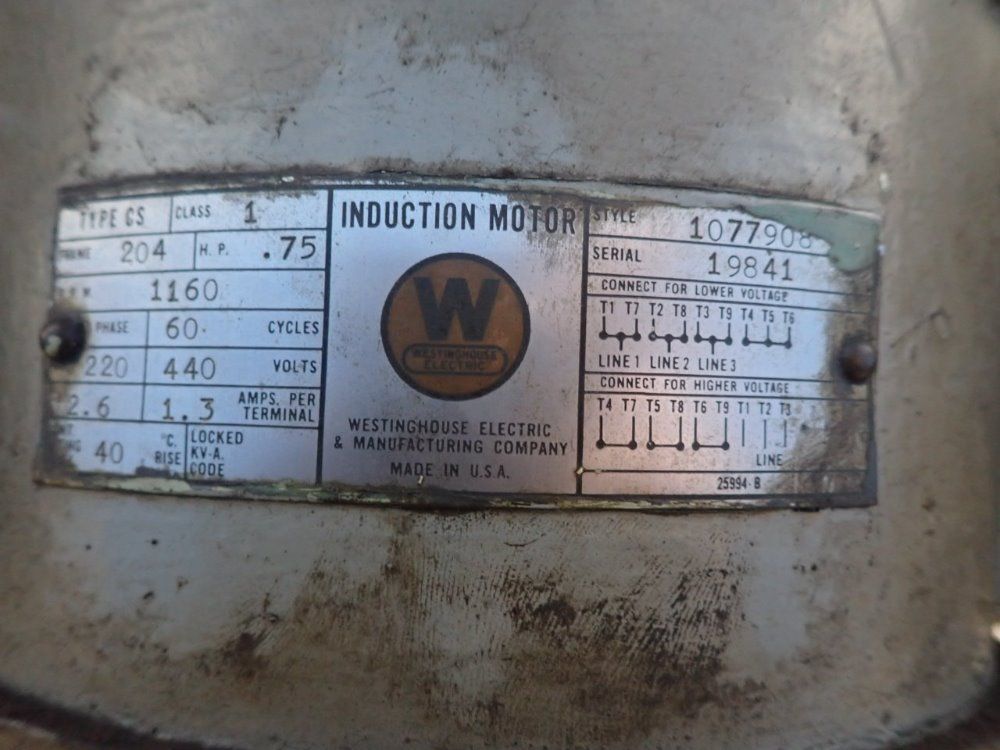 TYPE CS CLASS 1
204 H. P. .75
1160
PHASE 60 CYCLES
220 440 VOLTS
2.6 1.3 AMPS. PER TERMINAL
40 °C. RISE LOCKED KV-A. CODE
INDUCTION MOTOR
W
WESTINGHOUSE
ELECTRIC
WESTINGHOUSE ELECTRIC
& MANUFACTURING COMPANY
MADE IN U.S.A.
STYLE 1077908
SERIAL 19841
CONNECT FOR LOWER VOLTAGE
T1 T7 T2 T8 T3 T9 T4 T5 T6
LINE 1 LINE 2 LINE 3
CONNECT FOR HIGHER VOLTAGE
T4 T7 T5 T8 T6 T9 T1 T2 T3
LINE
25994-B